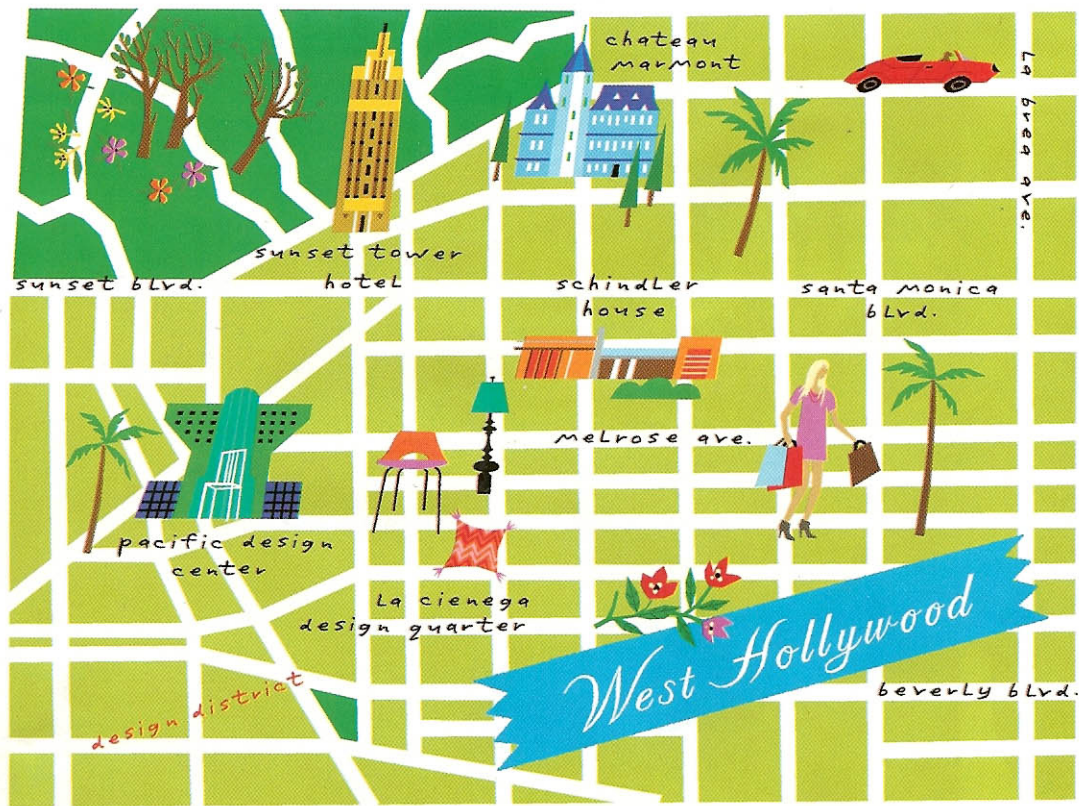 chateau
marmont
La brea ave.
sunset tower
hotel
sunset blvd.
schindler
house
santa monica
blvd.
melrose ave.
pacific design
center
La cienega
design quarter
West Hollywood
design district
beverly blvd.